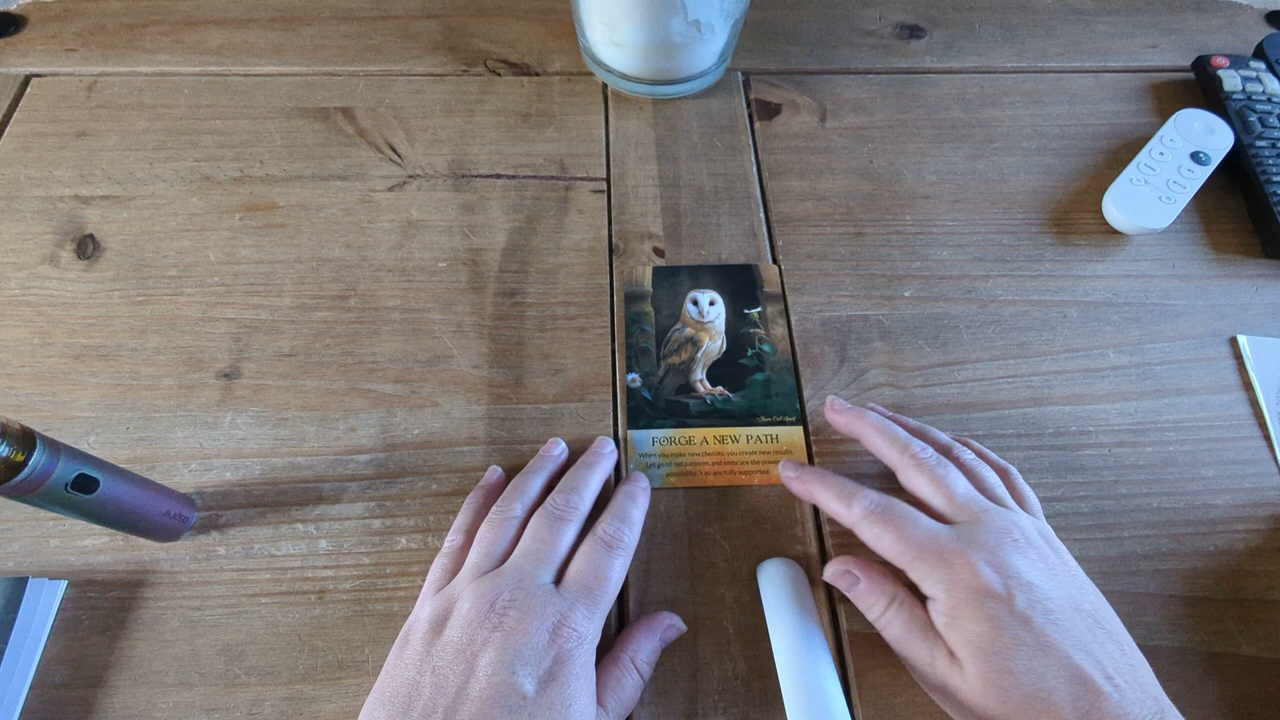 Barn Owl Spirit
FORGE A NEW PATH
When you make new choices, you create new results.
Let go of old patterns and embrace the power
possibility. You are fully supported.